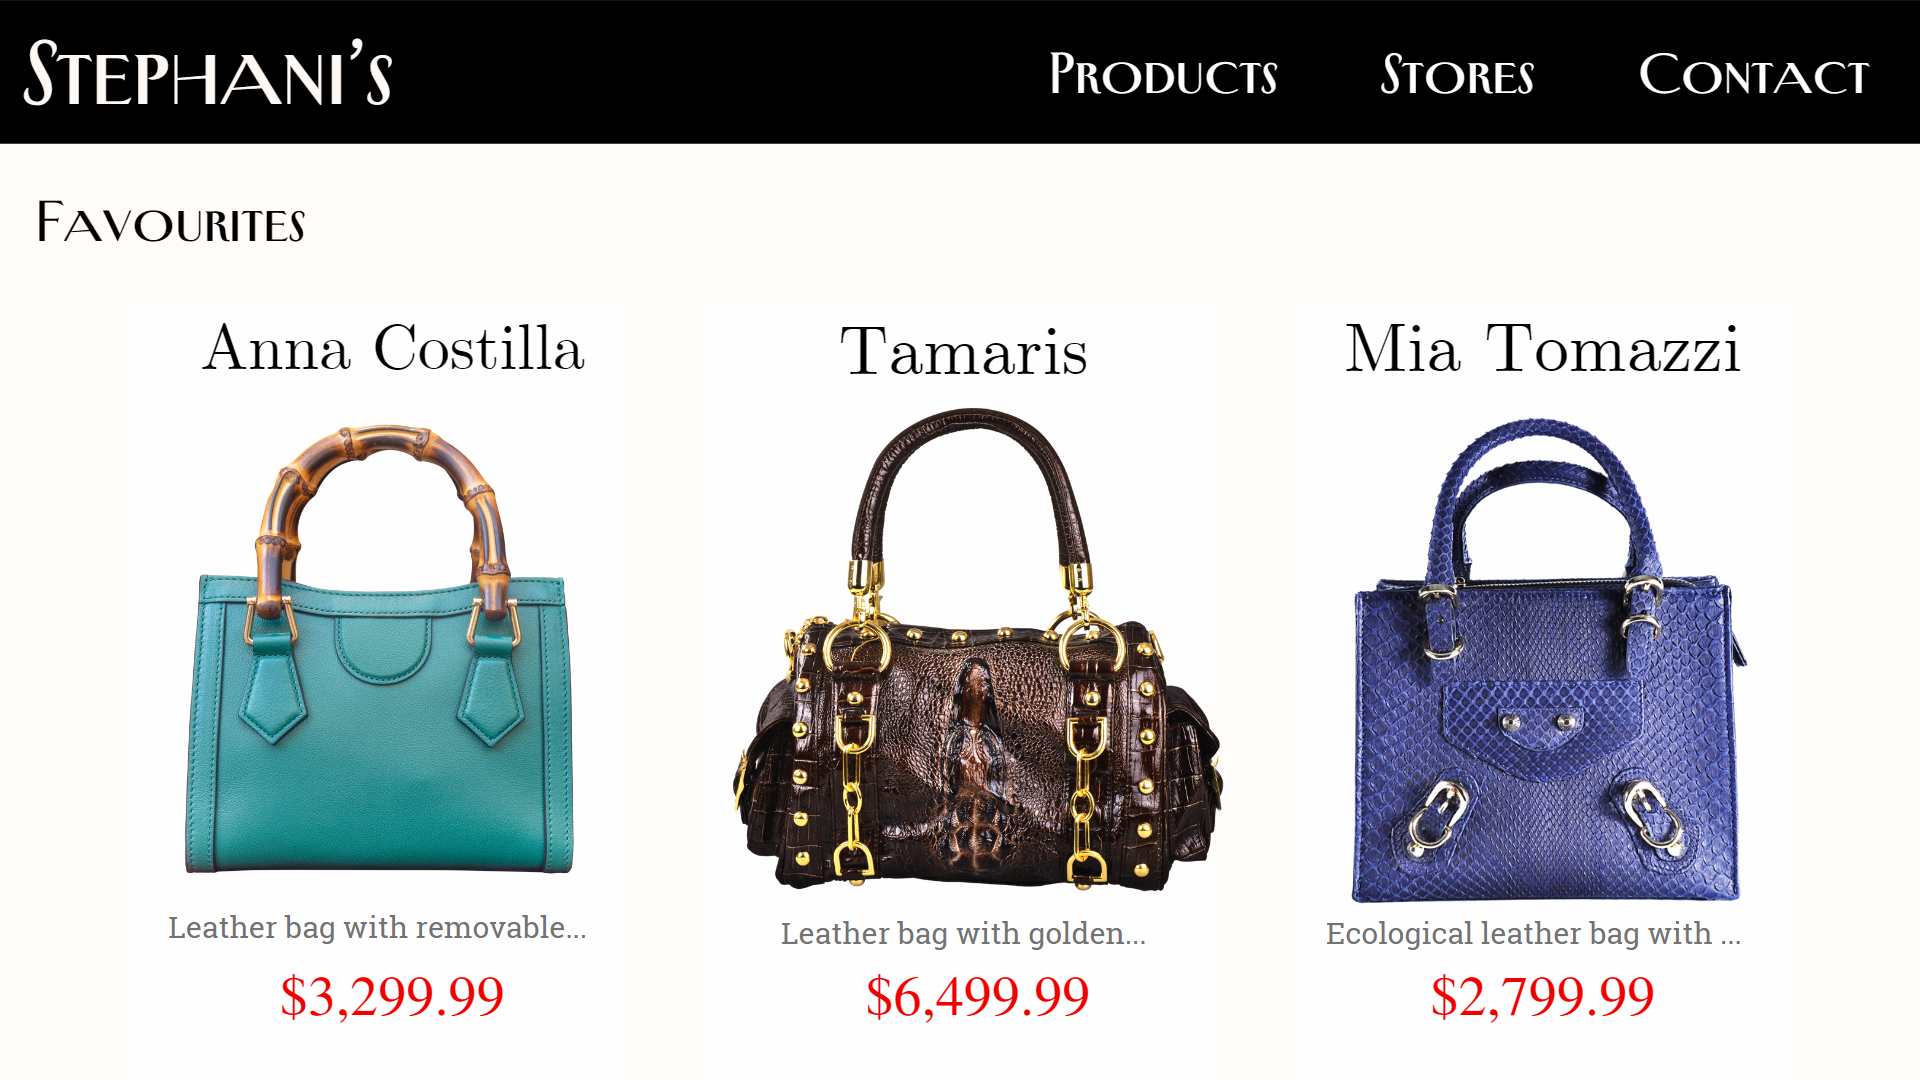 Stephani's
Products Stores Contact
Favourites
Anna Costilla
Leather bag with removable...
$3,299.99
Tamaris
Leather bag with golden...
$6,499.99
Mia Tomazzi
Ecological leather bag with ...
$2,799.99